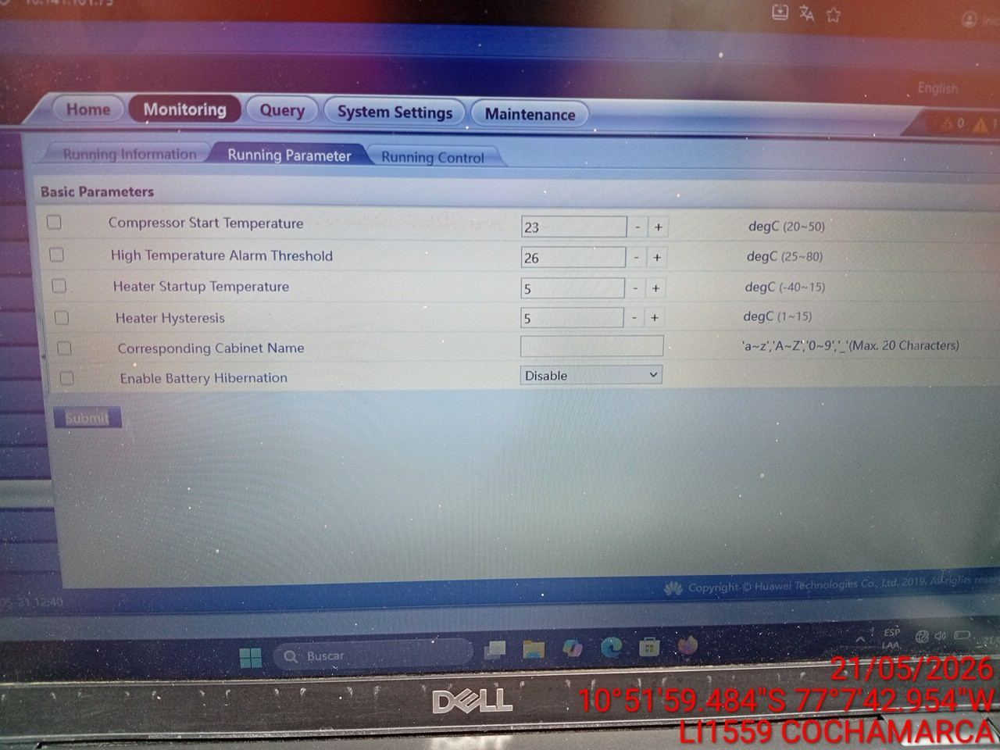 English
Home Monitoring Query System Settings Maintenance
0
Running Information Running Parameter Running Control
Basic Parameters
Compressor Start Temperature 23 - + degC (20~50)
High Temperature Alarm Threshold 26 - + degC (25~80)
Heater Startup Temperature 5 - + degC (-40~15)
Heater Hysteresis 5 - + degC (1~15)
Corresponding Cabinet Name 'a~z','A~Z','0~9','_'(Max. 20 Characters)
Enable Battery Hibernation Disable
Submit
Copyright © Huawei Technologies Co., Ltd. 2019. All rights
05-21 12:40
Buscar
ESP
LAA
DELL
21/05/2026
10°51'59.484"S 77°7'42.954"W
LI1559 COCHAMARCA